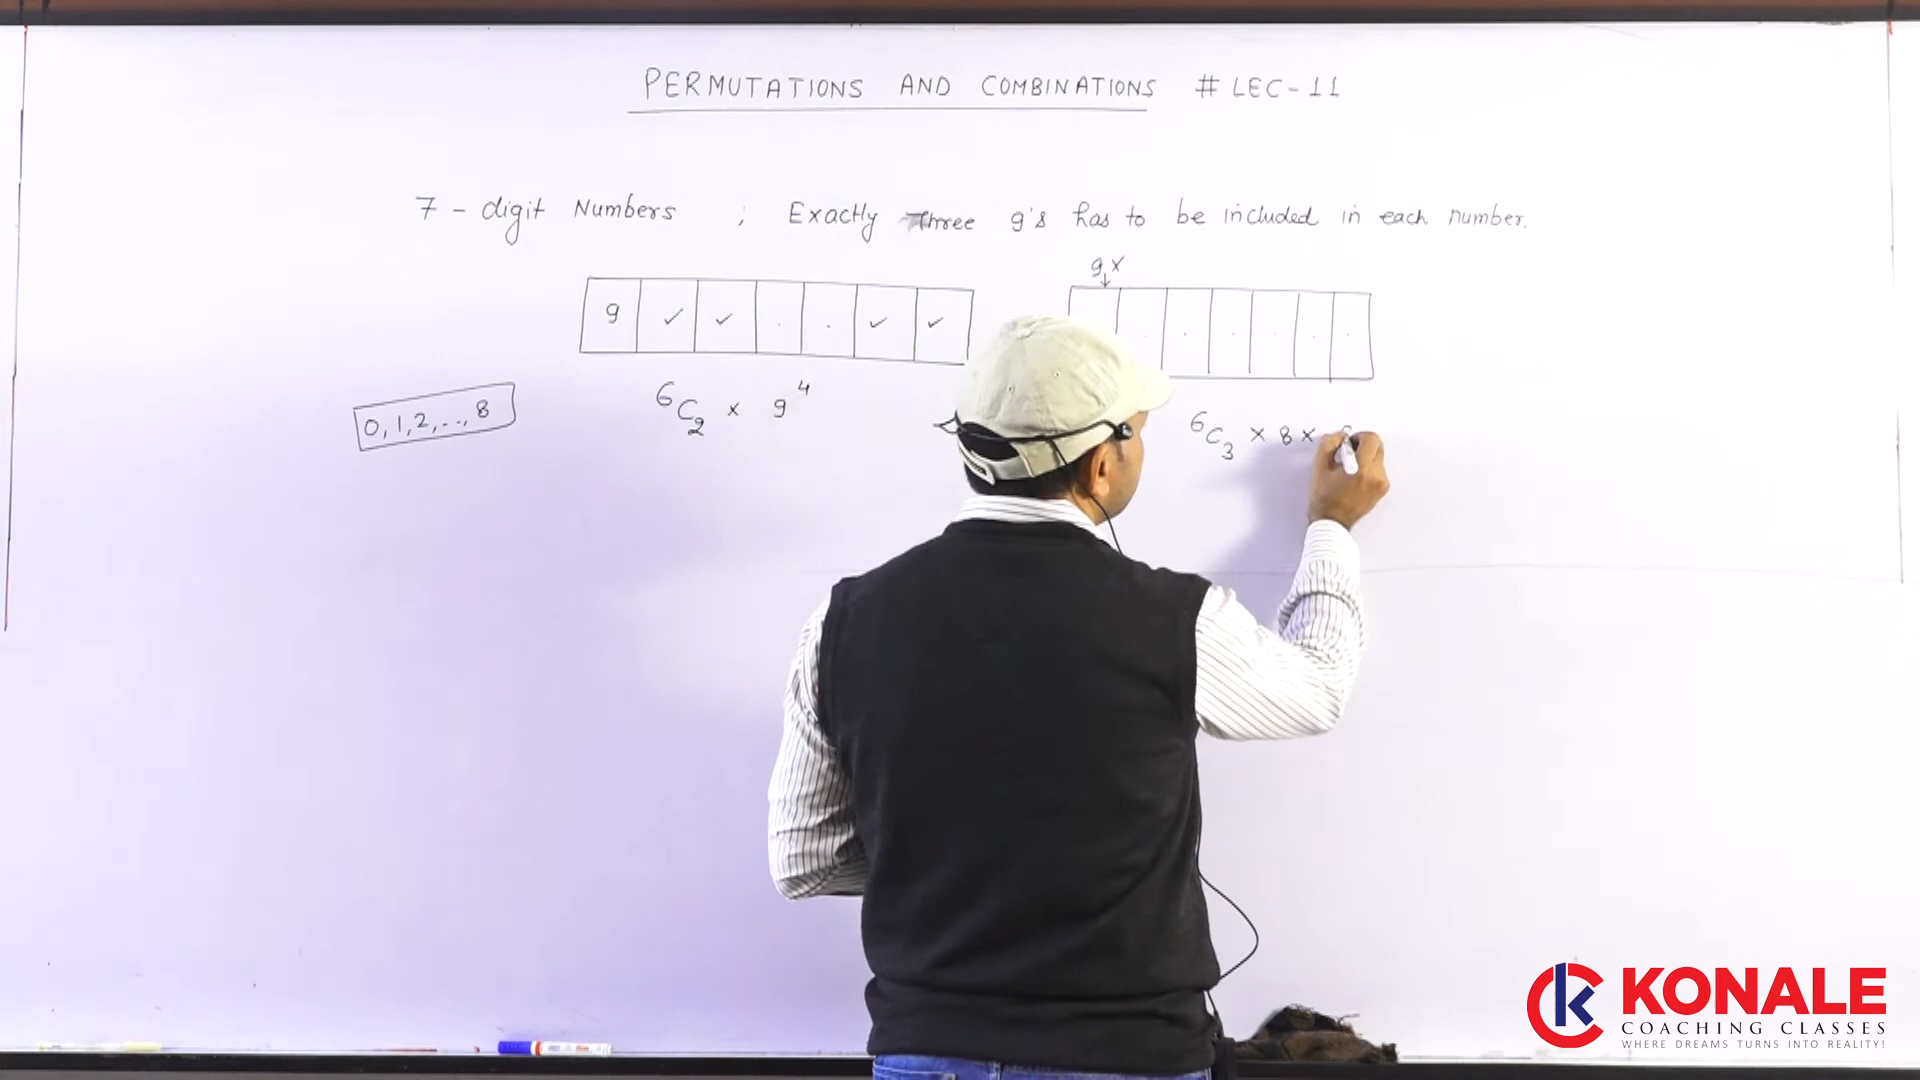 PERMUTATIONS AND COMBINATIONS # LEC-11
7 - digit Numbers ; Exactly Three 9's has to be included in each number.
9 x
9 ✓ ✓ . . ✓ ✓
0, 1, 2, ..., 8
⁶C₂ × 9⁴
⁶C₃ × 8 ×
KONALE
COACHING CLASSES
WHERE DREAMS TURNS INTO REALITY!